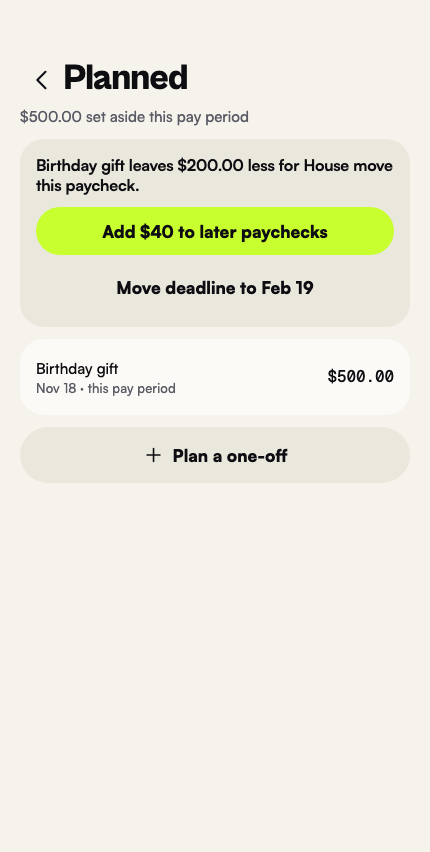 Planned
$500.00 set aside this pay period
Birthday gift leaves $200.00 less for House move
this paycheck.
Add $40 to later paychecks
Move deadline to Feb 19
Birthday gift
$500.00
Nov 18 · this pay period
Plan a one-off